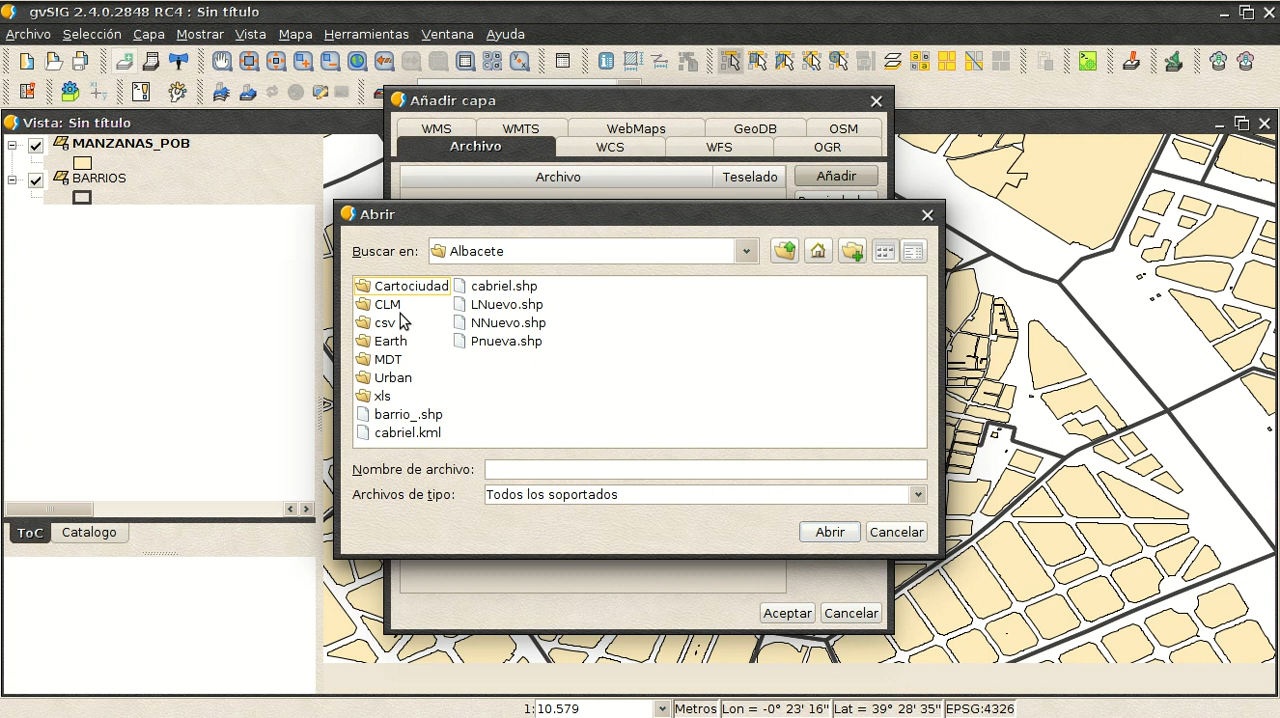 gvSIG 2.4.0.2848 RC4 : Sin título
Archivo Selección Capa Mostrar Vista Mapa Herramientas Ventana Ayuda
Vista: Sin título
MANZANAS_POB
BARRIOS
ToC Catalogo
Añadir capa
WMS WMTS WebMaps GeoDB OSM
Archivo WCS WFS OGR
Archivo Teselado Añadir
Abrir
Buscar en: Albacete
Cartociudad
CLM
csv
Earth
MDT
Urban
xls
barrio_.shp
cabriel.kml
cabriel.shp
LNuevo.shp
NNuevo.shp
Pnueva.shp
Nombre de archivo:
Archivos de tipo: Todos los soportados
Abrir Cancelar
Aceptar Cancelar
1: 10.579 Metros Lon = -0° 23' 16" Lat = 39° 28' 35" EPSG:4326